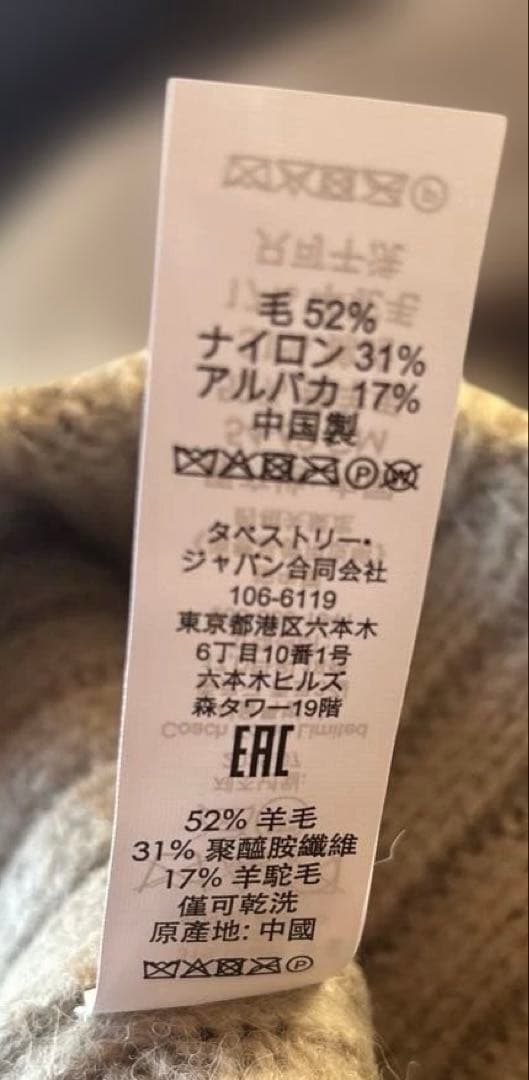 毛 52%
ナイロン 31%
アルパカ 17%
中国製
タペストリー・
ジャパン合同会社
106-6119
東京都港区六本木
6丁目10番1号
六本木ヒルズ
森タワー19階
EAC
52% 羊毛
31% 聚醯胺纖維
17% 羊駝毛
僅可乾洗
原產地: 中國